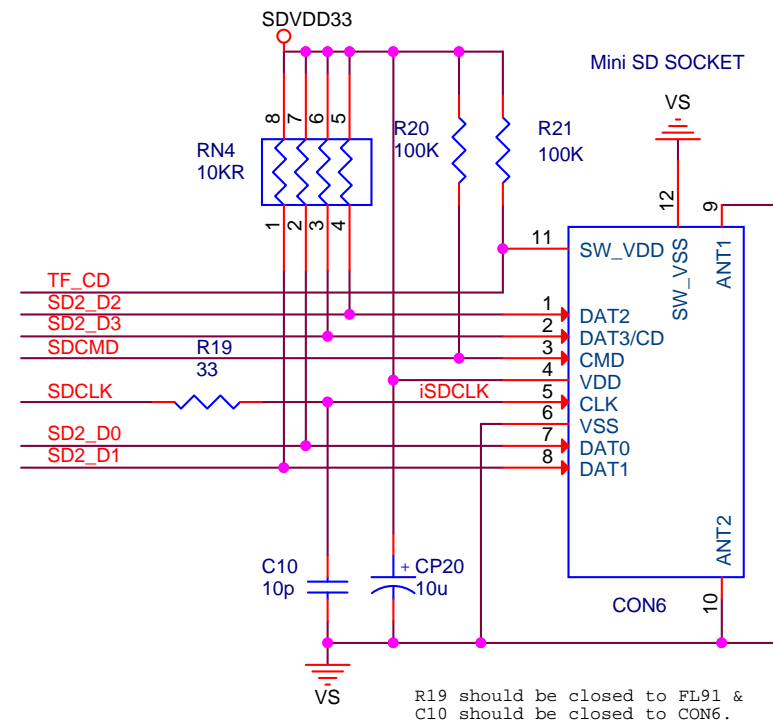 SDVDD33
Mini SD SOCKET
VS
8 7 6 5
R20
100K
R21
100K
RN4
10KR
12
9
1 2 3 4
11
SW_VDD
SW_VSS
ANT1
TF_CD
SD2_D2
1
DAT2
SD2_D3
2
DAT3/CD
SDCMD
3
CMD
R19
33
4
VDD
SDCLK
iSDCLK
5
CLK
6
VSS
SD2_D0
7
DAT0
SD2_D1
8
DAT1
ANT2
C10
10p
+ CP20
10u
CON6
10
VS
R19 should be closed to FL91 &
C10 should be closed to CON6.